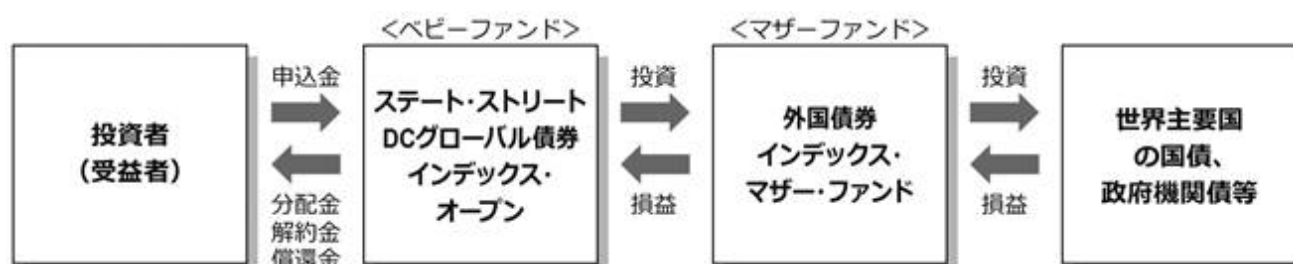 <ベビーファンド>
<マザーファンド>
投資者
（受益者）
申込金
分配金
解約金
償還金
ステート・ストリート
DCグローバル債券
インデックス・
オープン
投資
損益
外国債券
インデックス・
マザー・ファンド
投資
損益
世界主要国
の国債、
政府機関債等